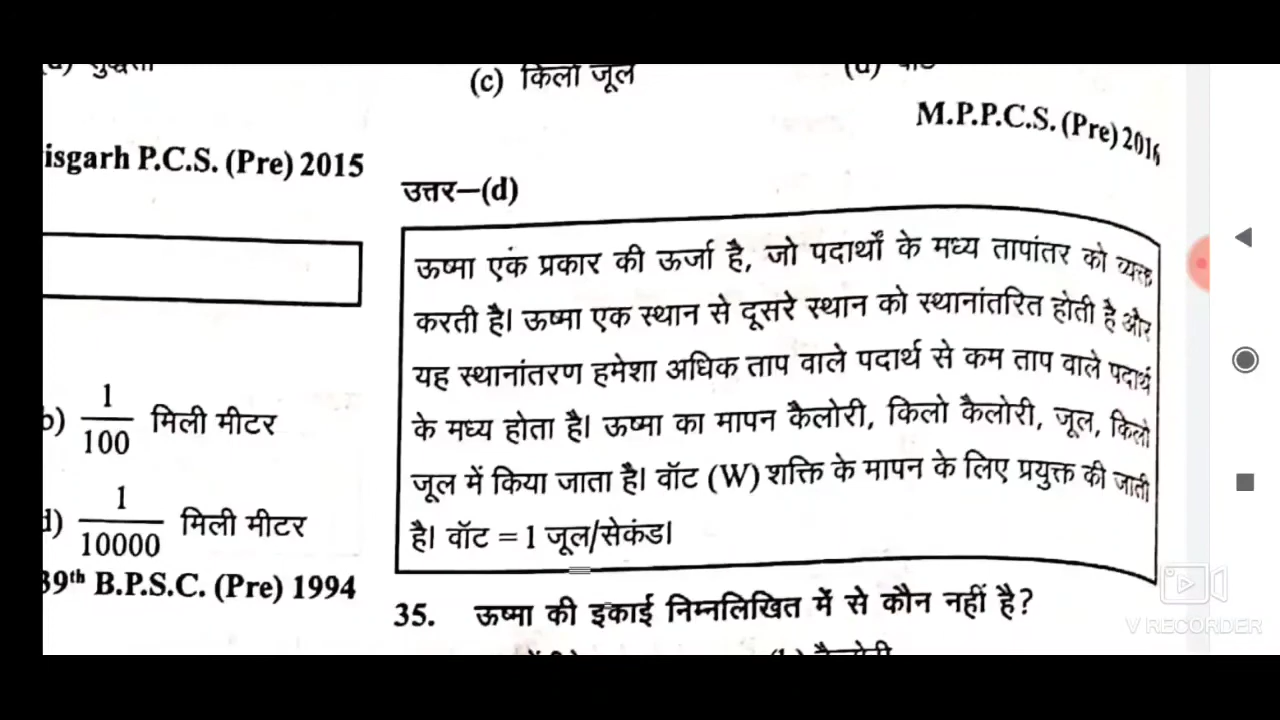 (c) किलो जूल
M.P.P.C.S. (Pre) 2016
isgarh P.C.S. (Pre) 2015
उत्तर–(d)
ऊष्मा एक प्रकार की ऊर्जा है, जो पदार्थों के मध्य तापांतर को व्यक्त
करती है। ऊष्मा एक स्थान से दूसरे स्थान को स्थानांतरित होती है और
यह स्थानांतरण हमेशा अधिक ताप वाले पदार्थ से कम ताप वाले पदार्थ
के मध्य होता है। ऊष्मा का मापन कैलोरी, किलो कैलोरी, जूल, किलो
जूल में किया जाता है। वॉट (W) शक्ति के मापन के लिए प्रयुक्त की जाती
है। वॉट = 1 जूल/सेकंड।
b) 1/100 मिली मीटर
d) 1/10000 मिली मीटर
39th B.P.S.C. (Pre) 1994
35. ऊष्मा की इकाई निम्नलिखित में से कौन नहीं है?
V RECORDER